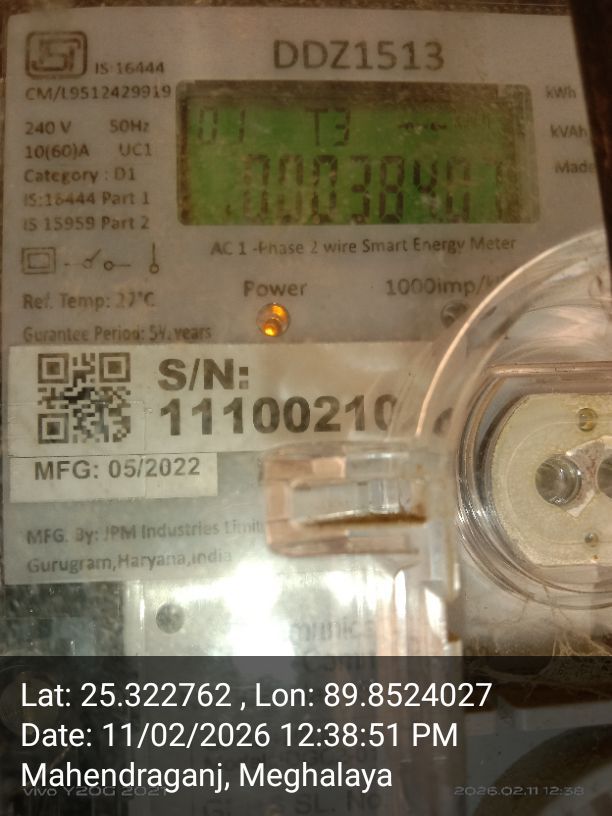 IS:16444
DDZ1513
CM/L9512429919
kWh
240 V 50Hz
01 T3
kVAh
10(60)A UC1
Made
Category : D1
IS:16444 Part 1
IS 15959 Part 2
AC 1 -Phase 2 wire Smart Energy Meter
Ref. Temp: 27°C
Power
1000imp/k
Gurantee Period: 5½ years
S/N:
11100210
MFG: 05/2022
MFG. By: JPM Industries Limit
Gurugram,Haryana,india
Lat: 25.322762 , Lon: 89.8524027
Date: 11/02/2026 12:38:51 PM
Mahendraganj, Meghalaya
vivo Y20G 2021
2026.02.11 12:38